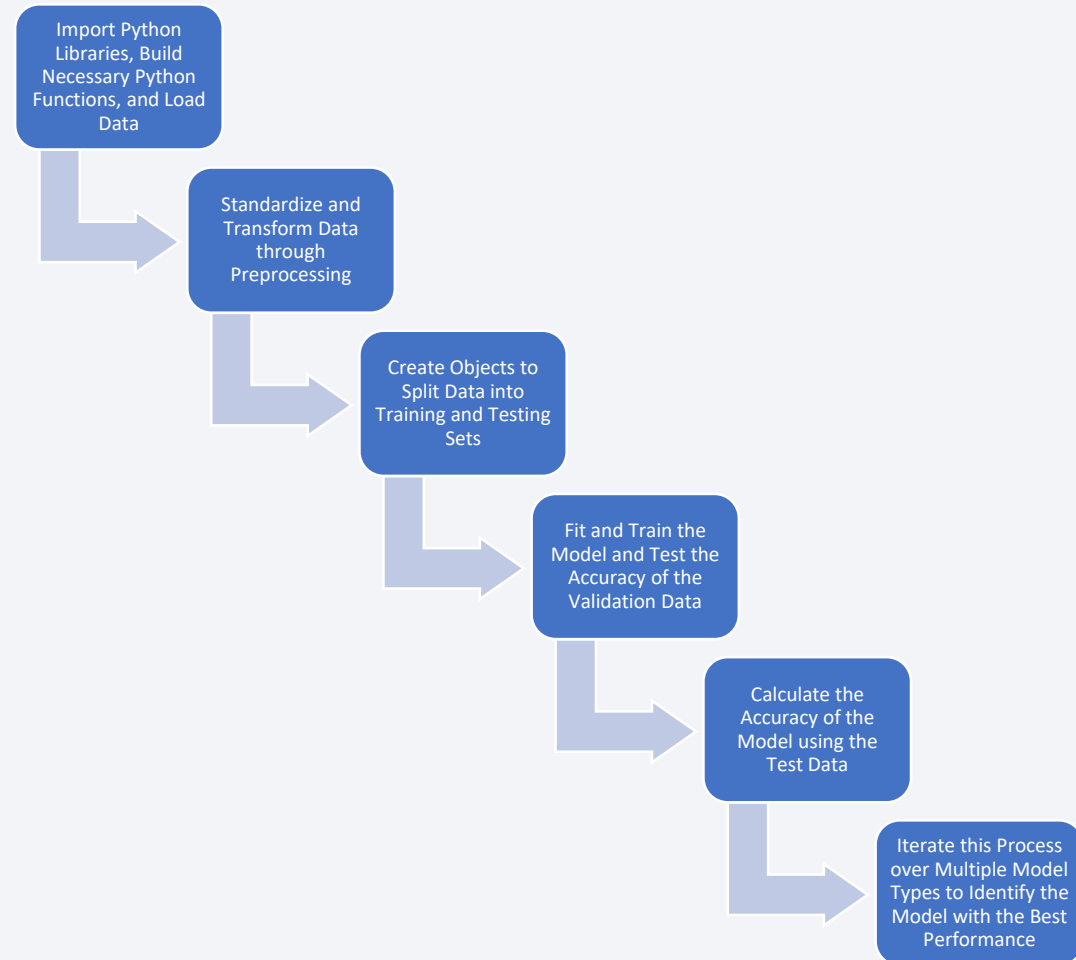 Import Python
Libraries, Build
Necessary Python
Functions, and Load
Data
Standardize and
Transform Data
through
Preprocessing
Create Objects to
Split Data into
Training and Testing
Sets
Fit and Train the
Model and Test the
Accuracy of the
Validation Data
Calculate the
Accuracy of the
Model using the
Test Data
Iterate this Process
over Multiple Model
Types to Identify the
Model with the Best
Performance